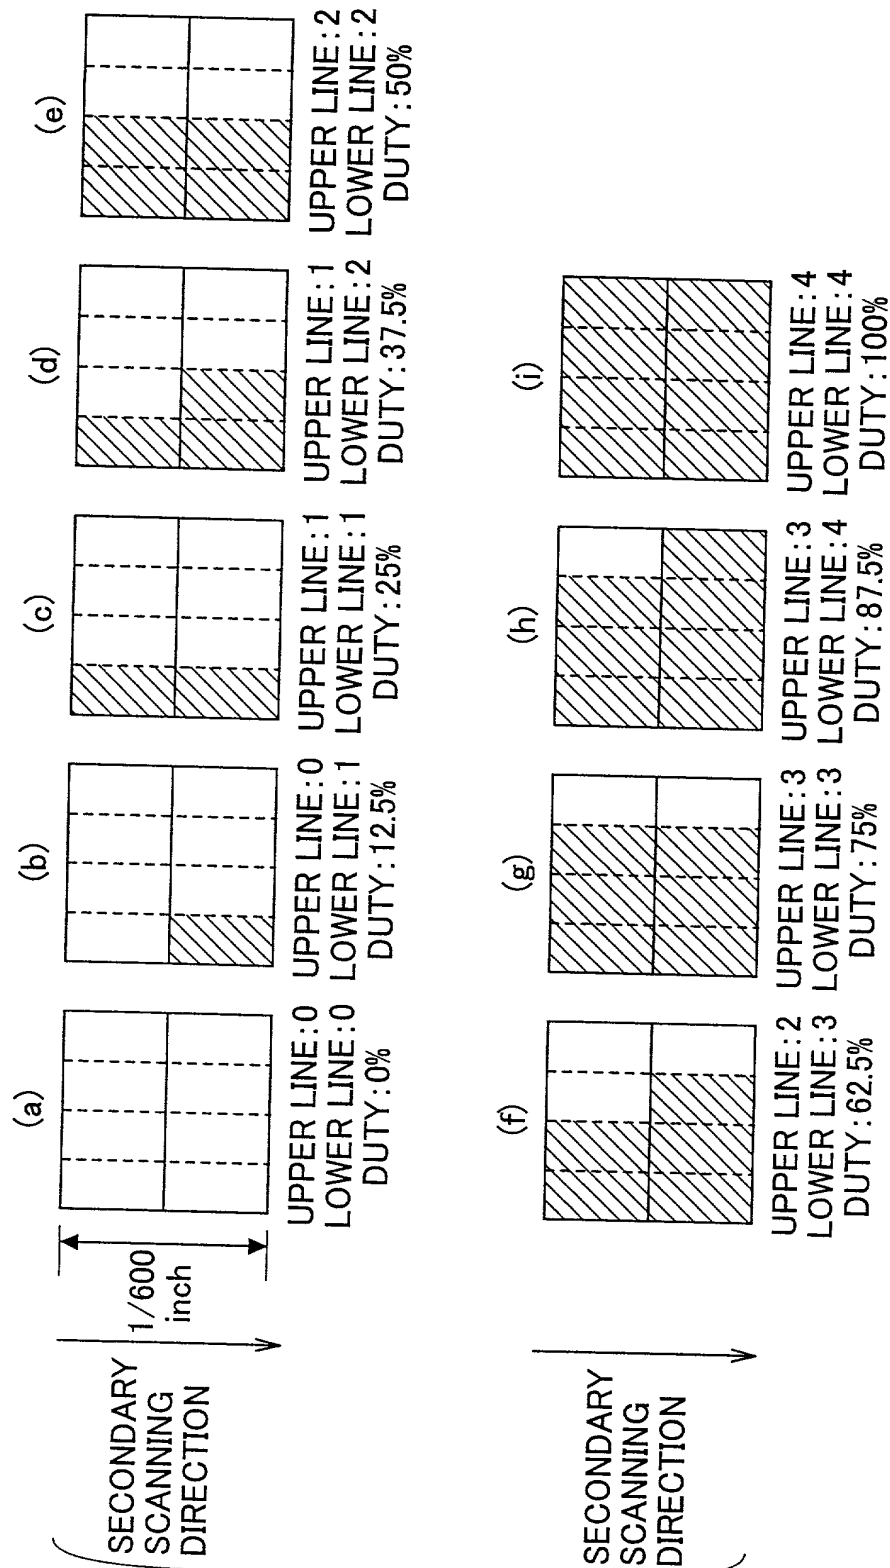 SECONDARY
SCANNING
DIRECTION
1/600
inch
(a)
UPPER LINE:0
LOWER LINE:0
DUTY:0%
(b)
UPPER LINE:0
LOWER LINE:1
DUTY:12.5%
(c)
UPPER LINE:1
LOWER LINE:1
DUTY:25%
(d)
UPPER LINE:1
LOWER LINE:2
DUTY:37.5%
(e)
UPPER LINE:2
LOWER LINE:2
DUTY:50%
SECONDARY
SCANNING
DIRECTION
(f)
UPPER LINE:2
LOWER LINE:3
DUTY:62.5%
(g)
UPPER LINE:3
LOWER LINE:3
DUTY:75%
(h)
UPPER LINE:3
LOWER LINE:4
DUTY:87.5%
(i)
UPPER LINE:4
LOWER LINE:4
DUTY:100%